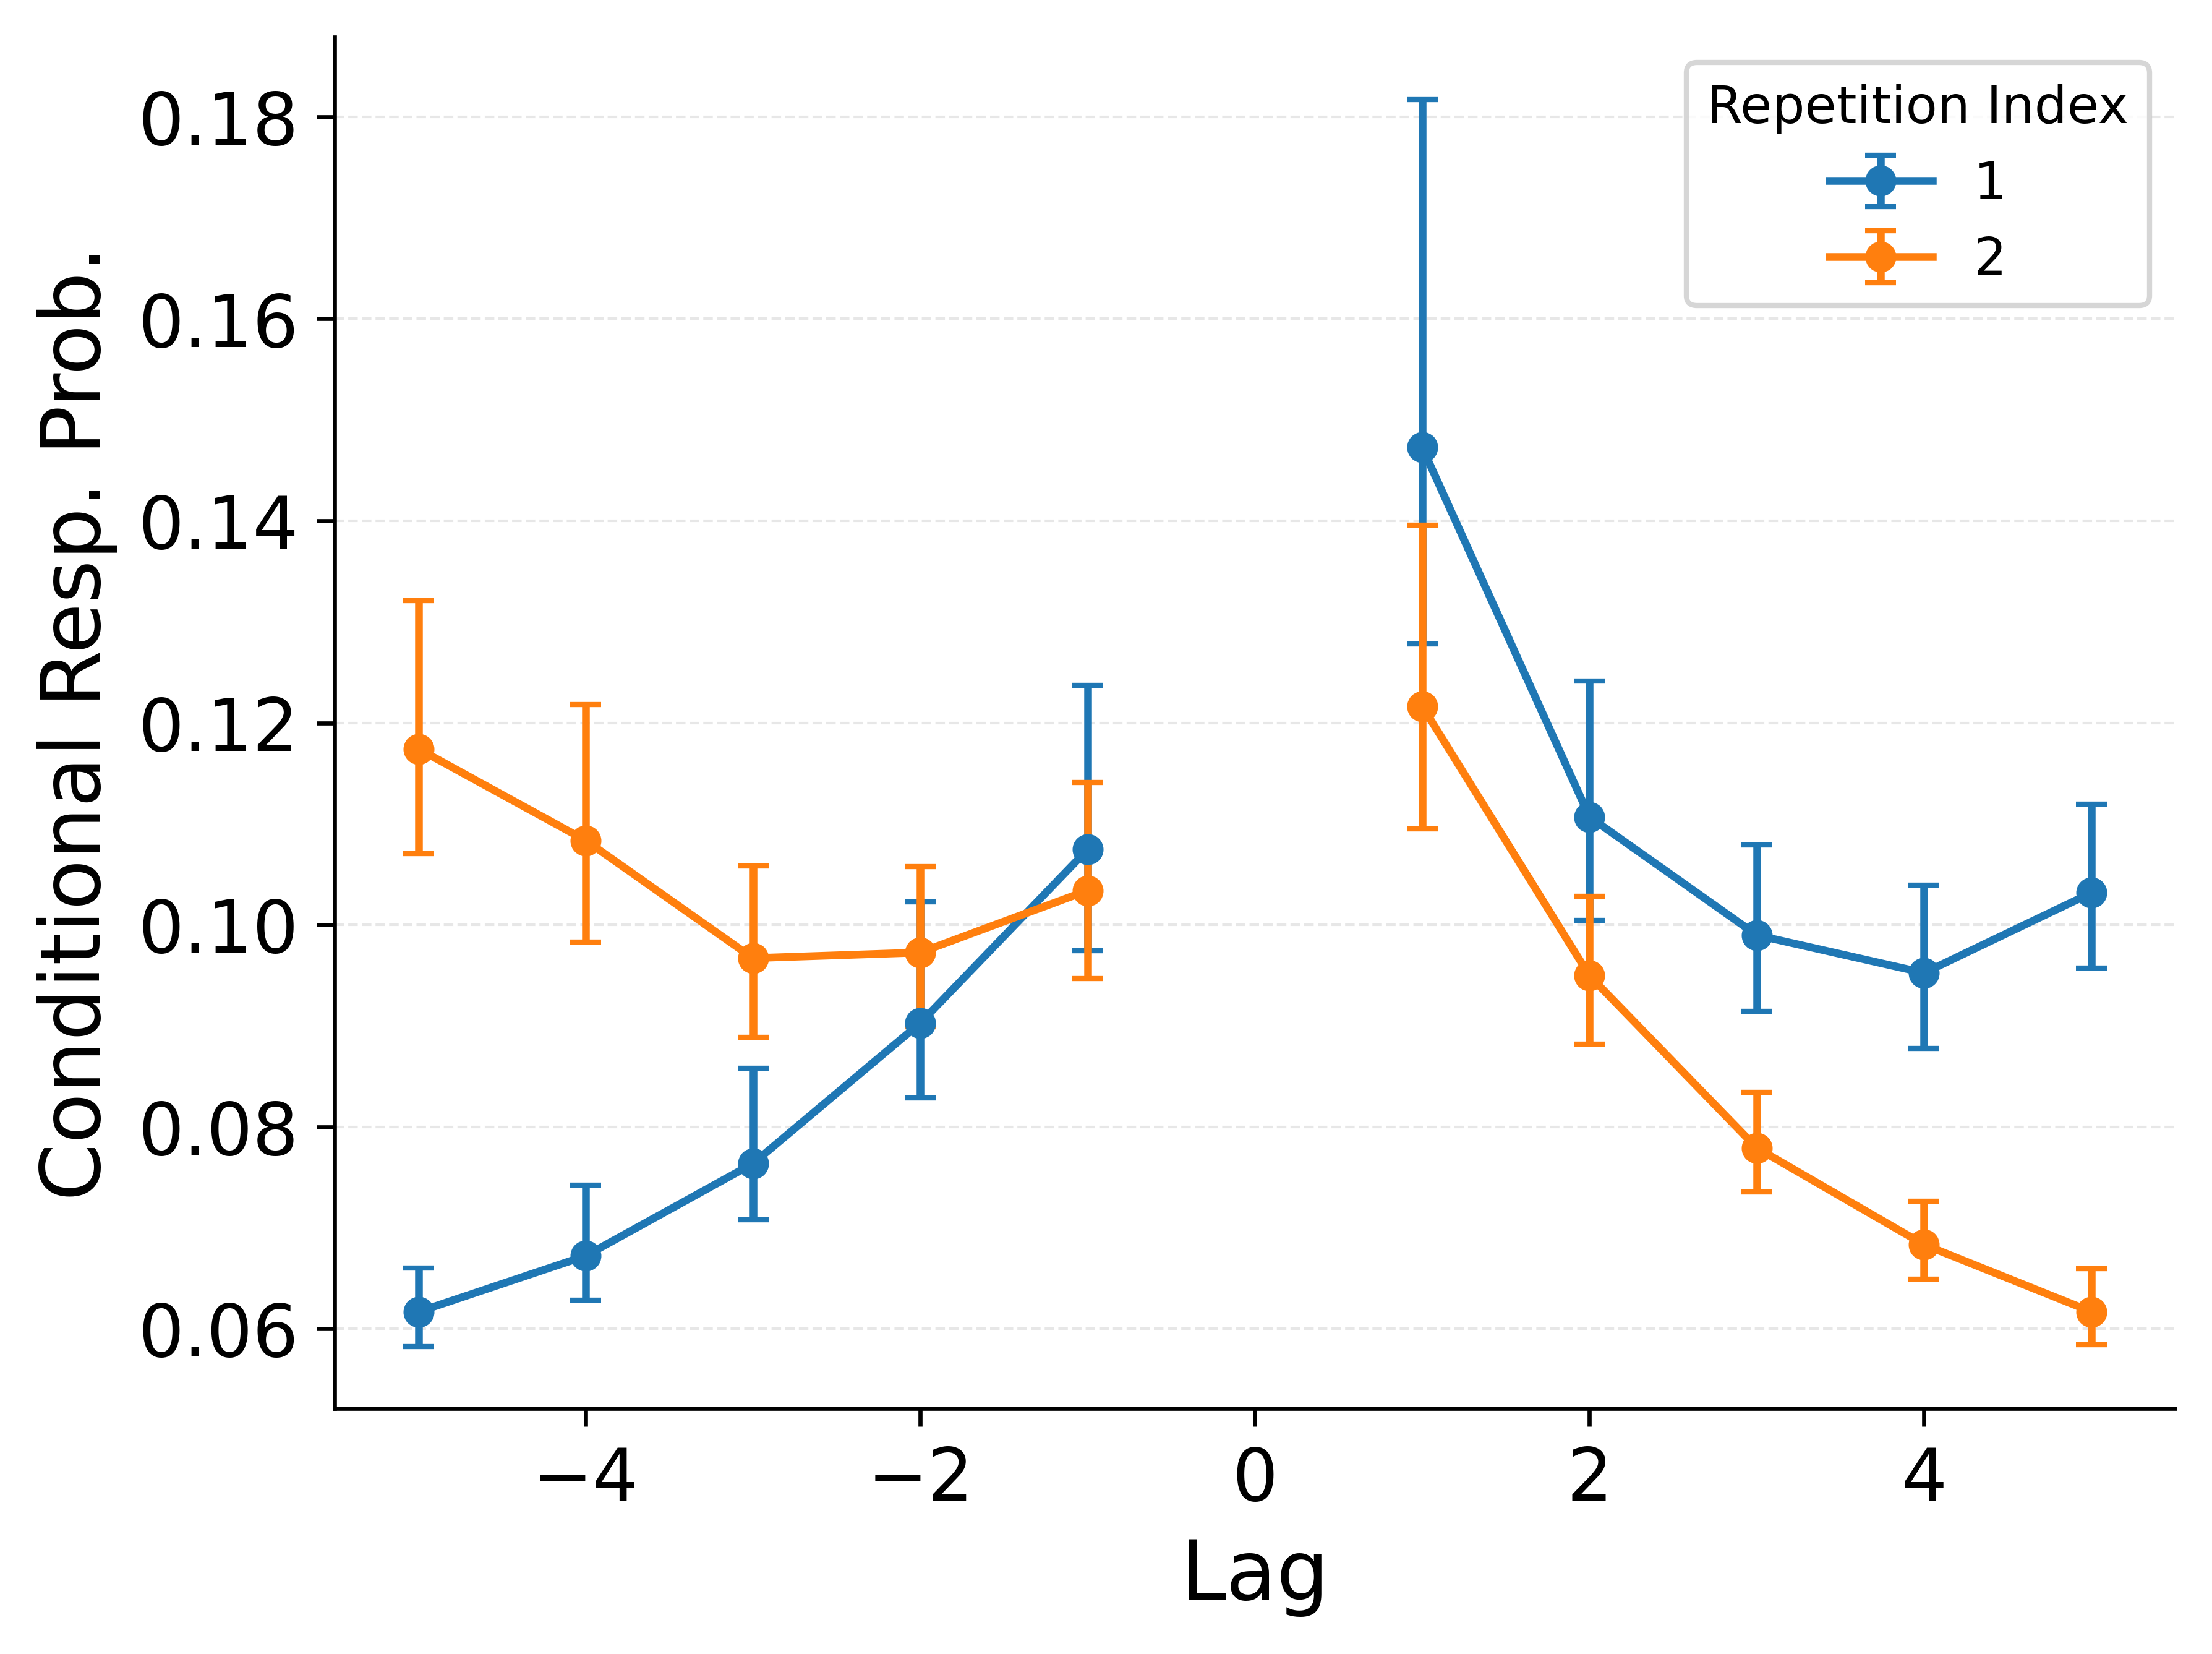 Conditional Resp. Prob.
0.18
0.16
0.14
0.12
0.10
0.08
0.06
Repetition Index
1
2
−4 −2 0 2 4
Lag